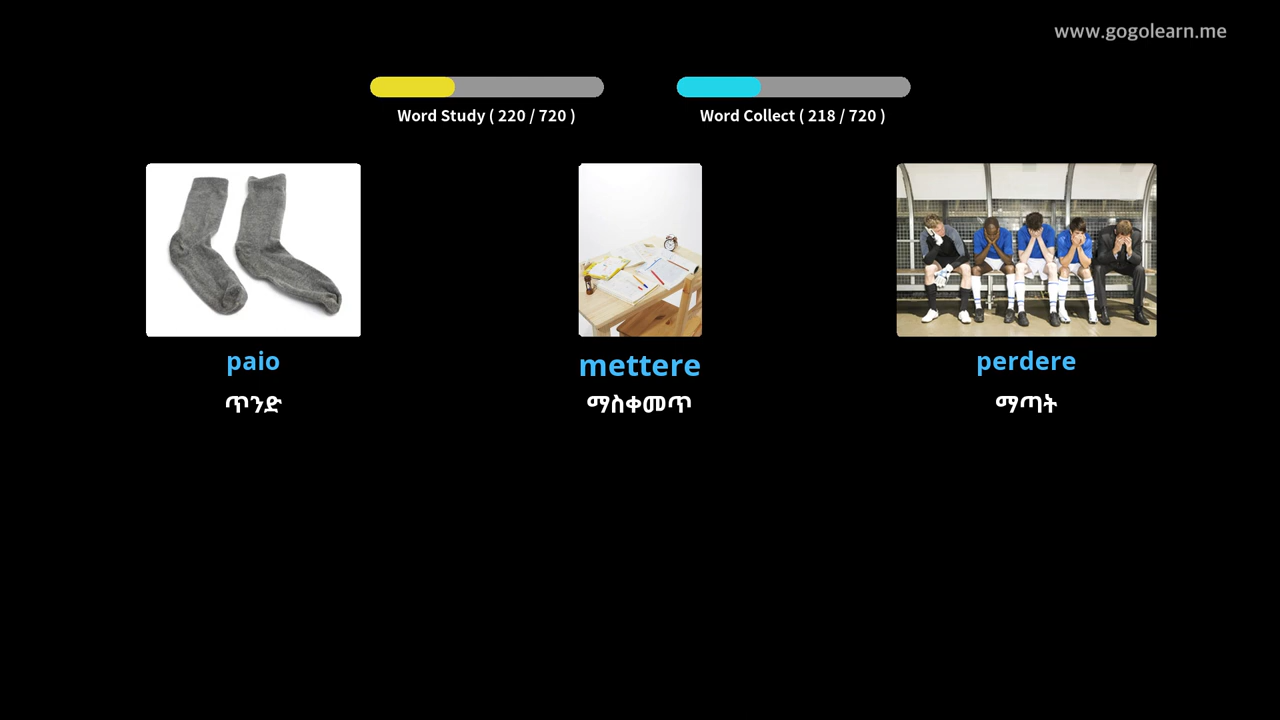 www.gogolearn.me
Word Study ( 220 / 720 )
Word Collect ( 218 / 720 )
paio
mettere
perdere
ጥንድ
ማስቀመጥ
ማጣት